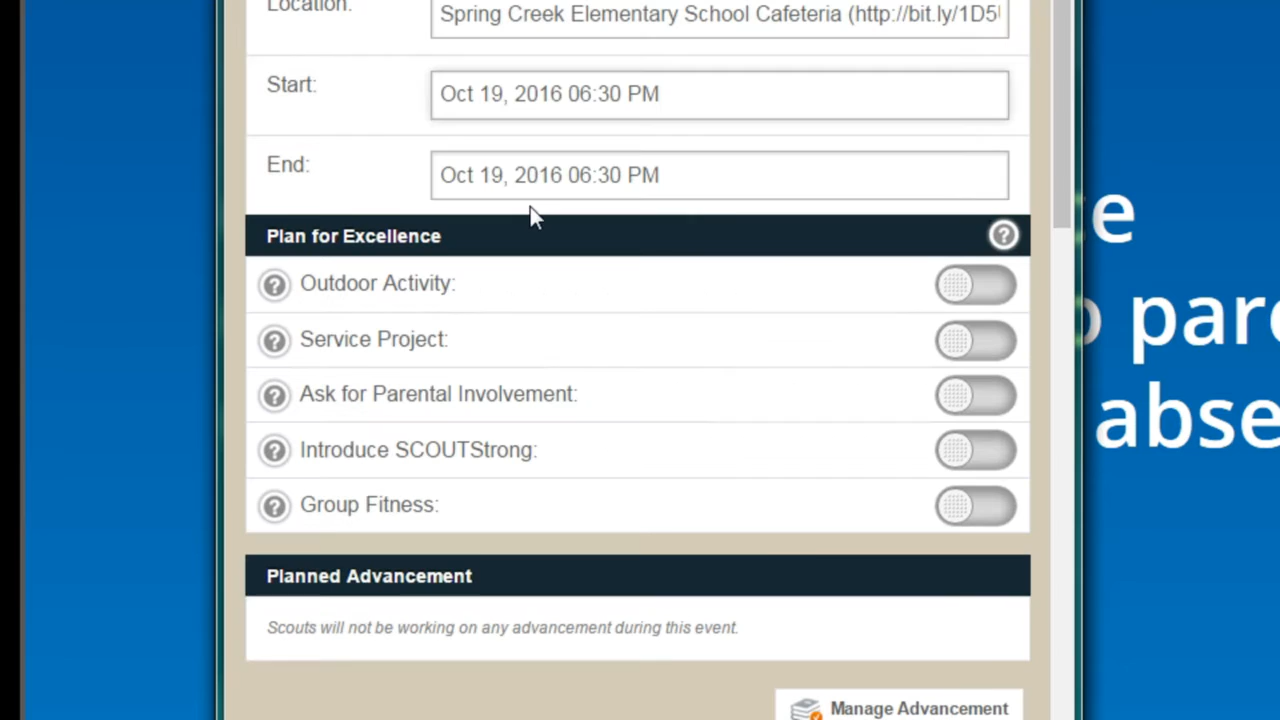 Location:
Spring Creek Elementary School Cafeteria (http://bit.ly/1D5
Start:
Oct 19, 2016 06:30 PM
End:
Oct 19, 2016 06:30 PM
Plan for Excellence
?
? Outdoor Activity:
? Service Project:
? Ask for Parental Involvement:
? Introduce SCOUTStrong:
? Group Fitness:
Planned Advancement
Scouts will not be working on any advancement during this event.
Manage Advancement